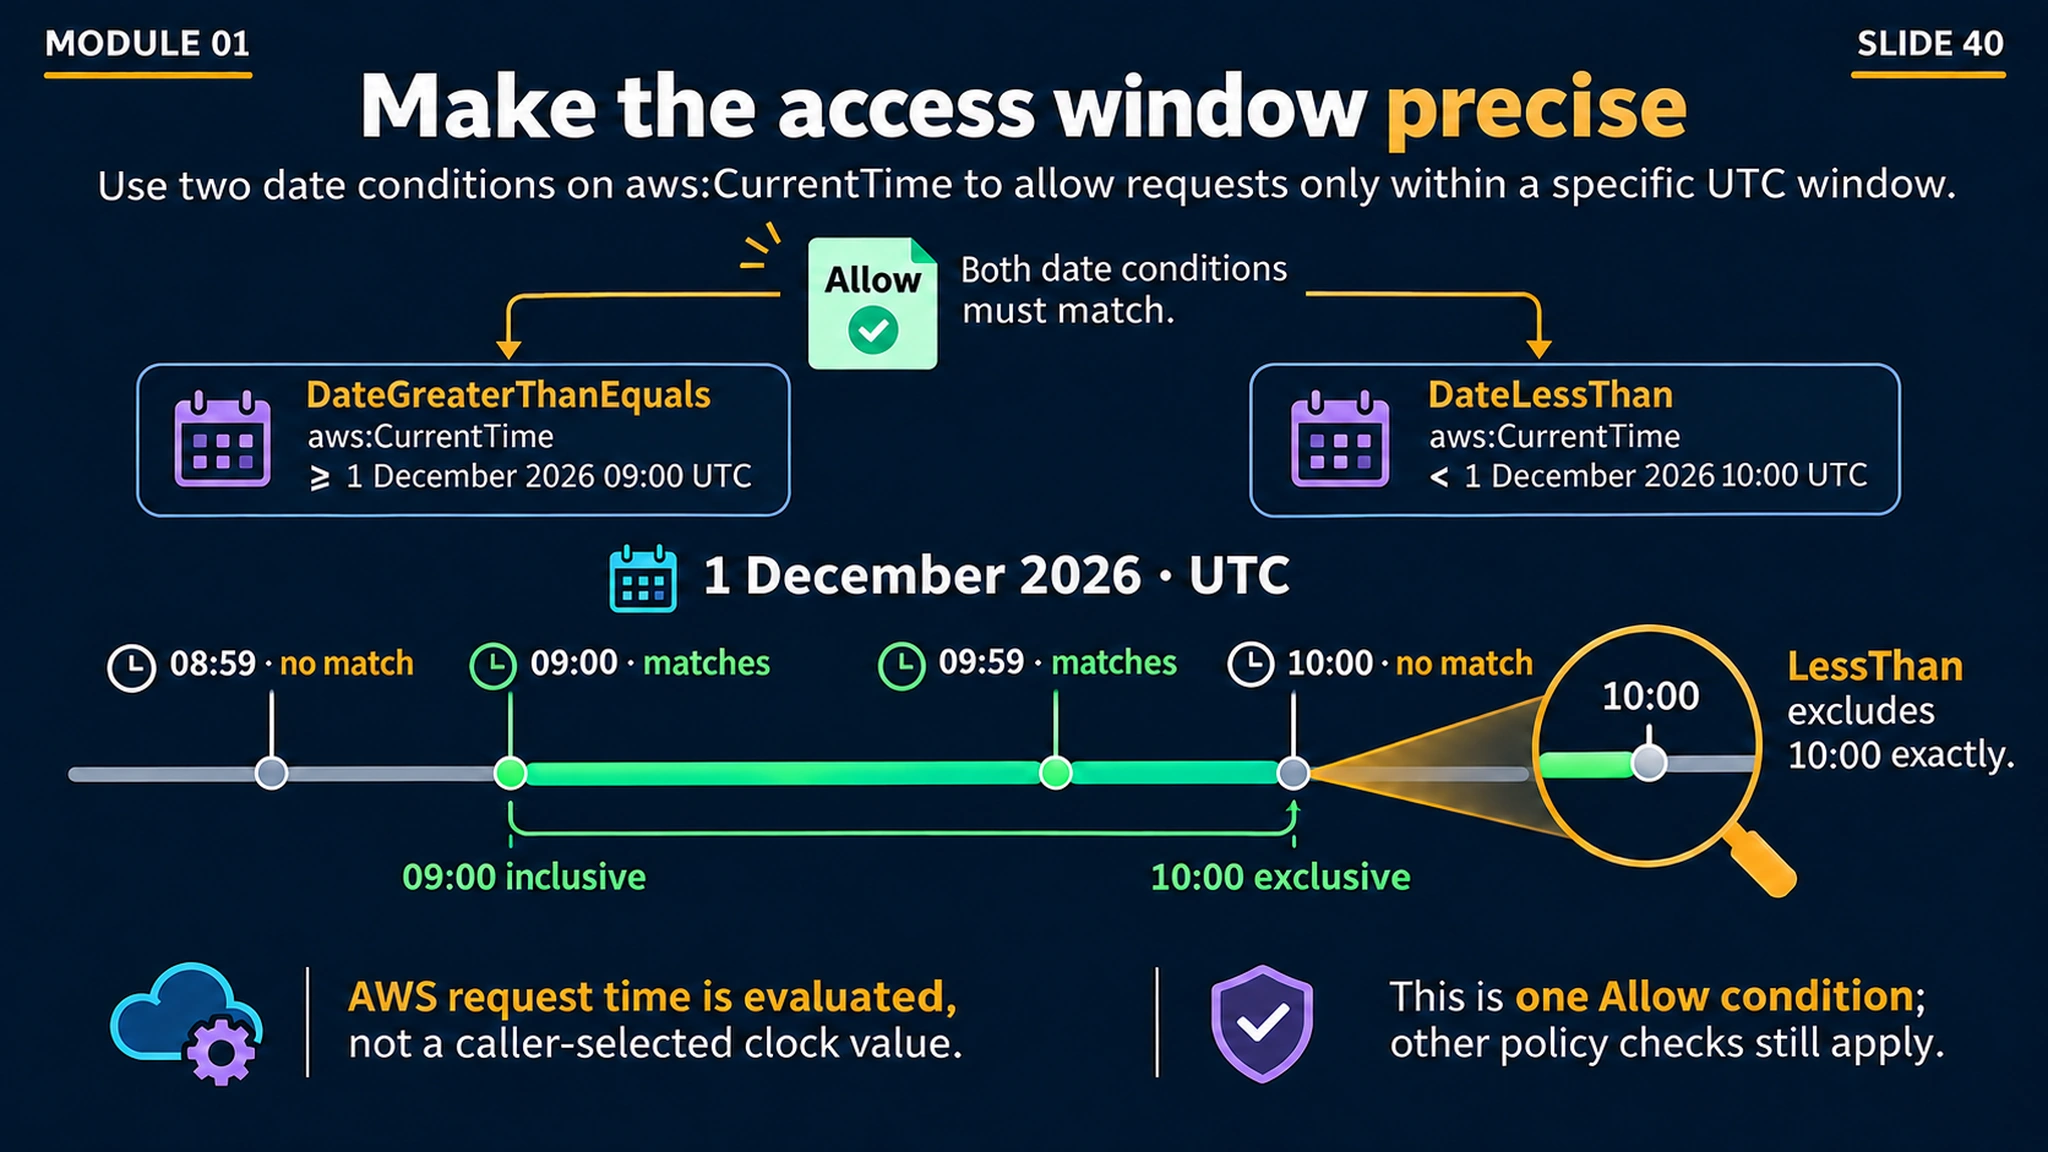 MODULE 01
SLIDE 40
Make the access window precise
Use two date conditions on aws:CurrentTime to allow requests only within a specific UTC window.
Allow
Both date conditions
must match.
DateGreaterThanEquals
aws:CurrentTime
≥ 1 December 2026 09:00 UTC
DateLessThan
aws:CurrentTime
< 1 December 2026 10:00 UTC
1 December 2026 · UTC
08:59 · no match
09:00 · matches
09:59 · matches
10:00 · no match
10:00
LessThan
excludes
10:00 exactly.
09:00 inclusive
10:00 exclusive
AWS request time is evaluated,
not a caller-selected clock value.
This is one Allow condition;
other policy checks still apply.